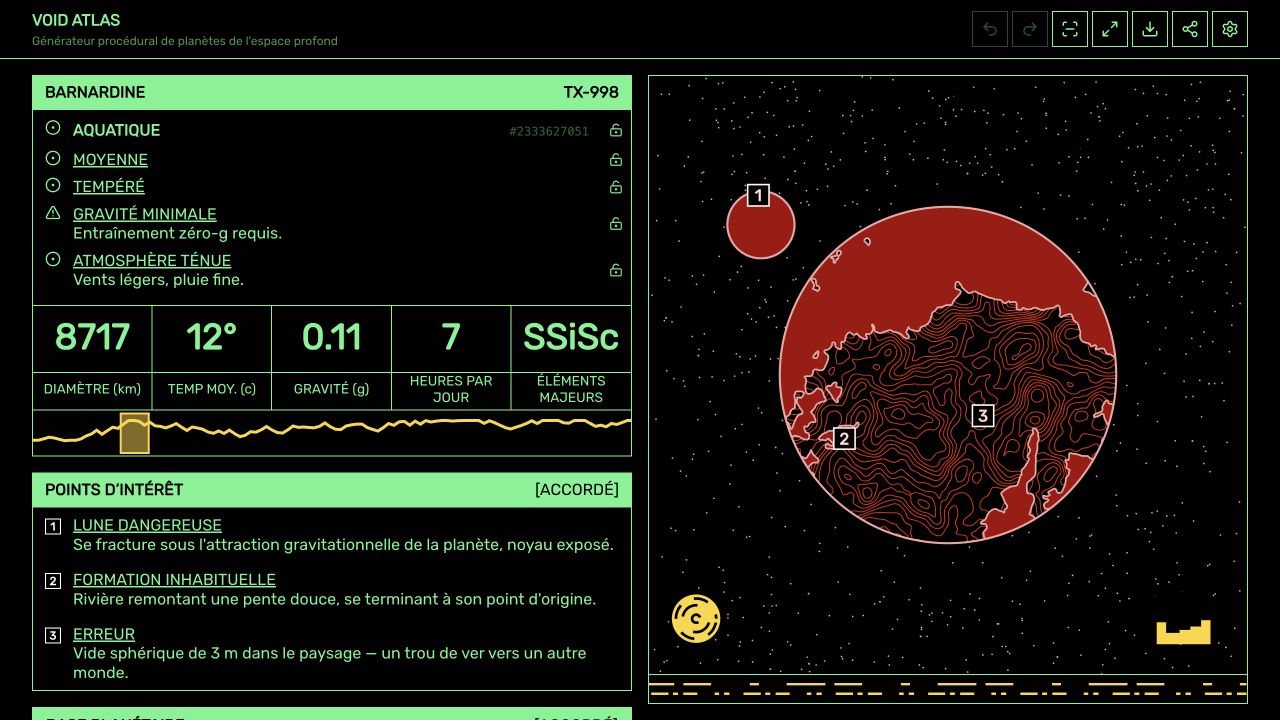 VOID ATLAS
Générateur procédural de planètes de l'espace profond
BARNARDINE
TX-998
AQUATIQUE
#2333627051
MOYENNE
TEMPÉRÉ
GRAVITÉ MINIMALE
Entraînement zéro-g requis.
ATMOSPHÈRE TÉNUE
Vents légers, pluie fine.
8717
12°
0.11
7
SSiSc
DIAMÈTRE (km)
TEMP MOY. (c)
GRAVITÉ (g)
HEURES PAR
JOUR
ÉLÉMENTS
MAJEURS
POINTS D’INTÉRÊT
[ACCORDÉ]
1
LUNE DANGEREUSE
Se fracture sous l'attraction gravitationnelle de la planète, noyau exposé.
2
FORMATION INHABITUELLE
Rivière remontant une pente douce, se terminant à son point d'origine.
3
ERREUR
Vide sphérique de 3 m dans le paysage — un trou de ver vers un autre
monde.
1
3
2